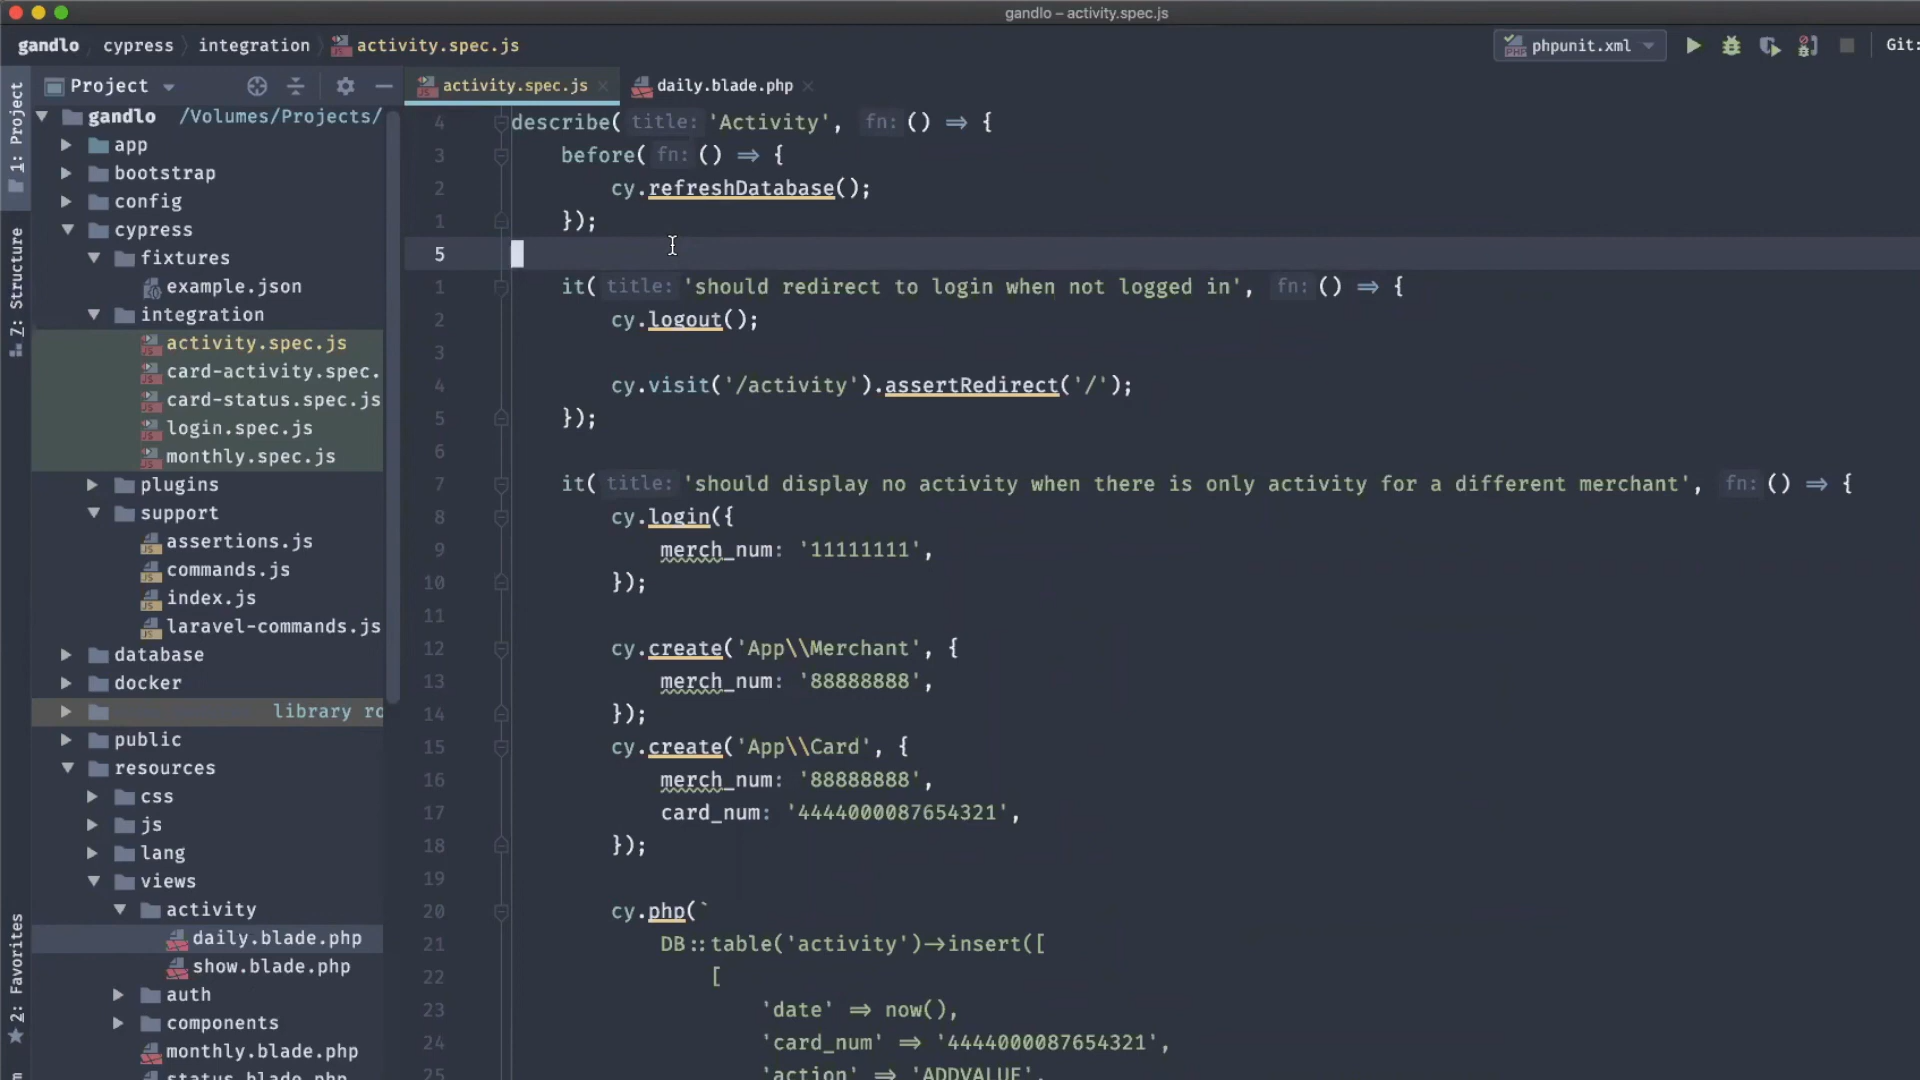 gandlo – activity.spec.js
gandlo cypress integration activity.spec.js
phpunit.xml
Git:
Project
activity.spec.js
daily.blade.php
1: Project
Z: Structure
2: Favorites
gandlo /Volumes/Projects/
app
bootstrap
config
cypress
fixtures
example.json
integration
activity.spec.js
card-activity.spec.
card-status.spec.js
login.spec.js
monthly.spec.js
plugins
support
assertions.js
commands.js
index.js
laravel-commands.js
database
docker
library ro
public
resources
css
js
lang
views
activity
daily.blade.php
show.blade.php
auth
components
monthly.blade.php
status.blade.php
4 describe( title: 'Activity', fn: () => {
3 before( fn: () => {
2 cy.refreshDatabase();
1 });
5
1 it( title: 'should redirect to login when not logged in', fn: () => {
2 cy.logout();
3
4 cy.visit('/activity').assertRedirect('/');
5 });
6
7 it( title: 'should display no activity when there is only activity for a different merchant', fn: () => {
8 cy.login({
9 merch_num: '11111111',
10 });
11
12 cy.create('App\\Merchant', {
13 merch_num: '88888888',
14 });
15 cy.create('App\\Card', {
16 merch_num: '88888888',
17 card_num: '4444000087654321',
18 });
19
20 cy.php(`
21 DB::table('activity')->insert([
22 [
23 'date' => now(),
24 'card_num' => '4444000087654321',
25 'action' => 'ADDVALUE',